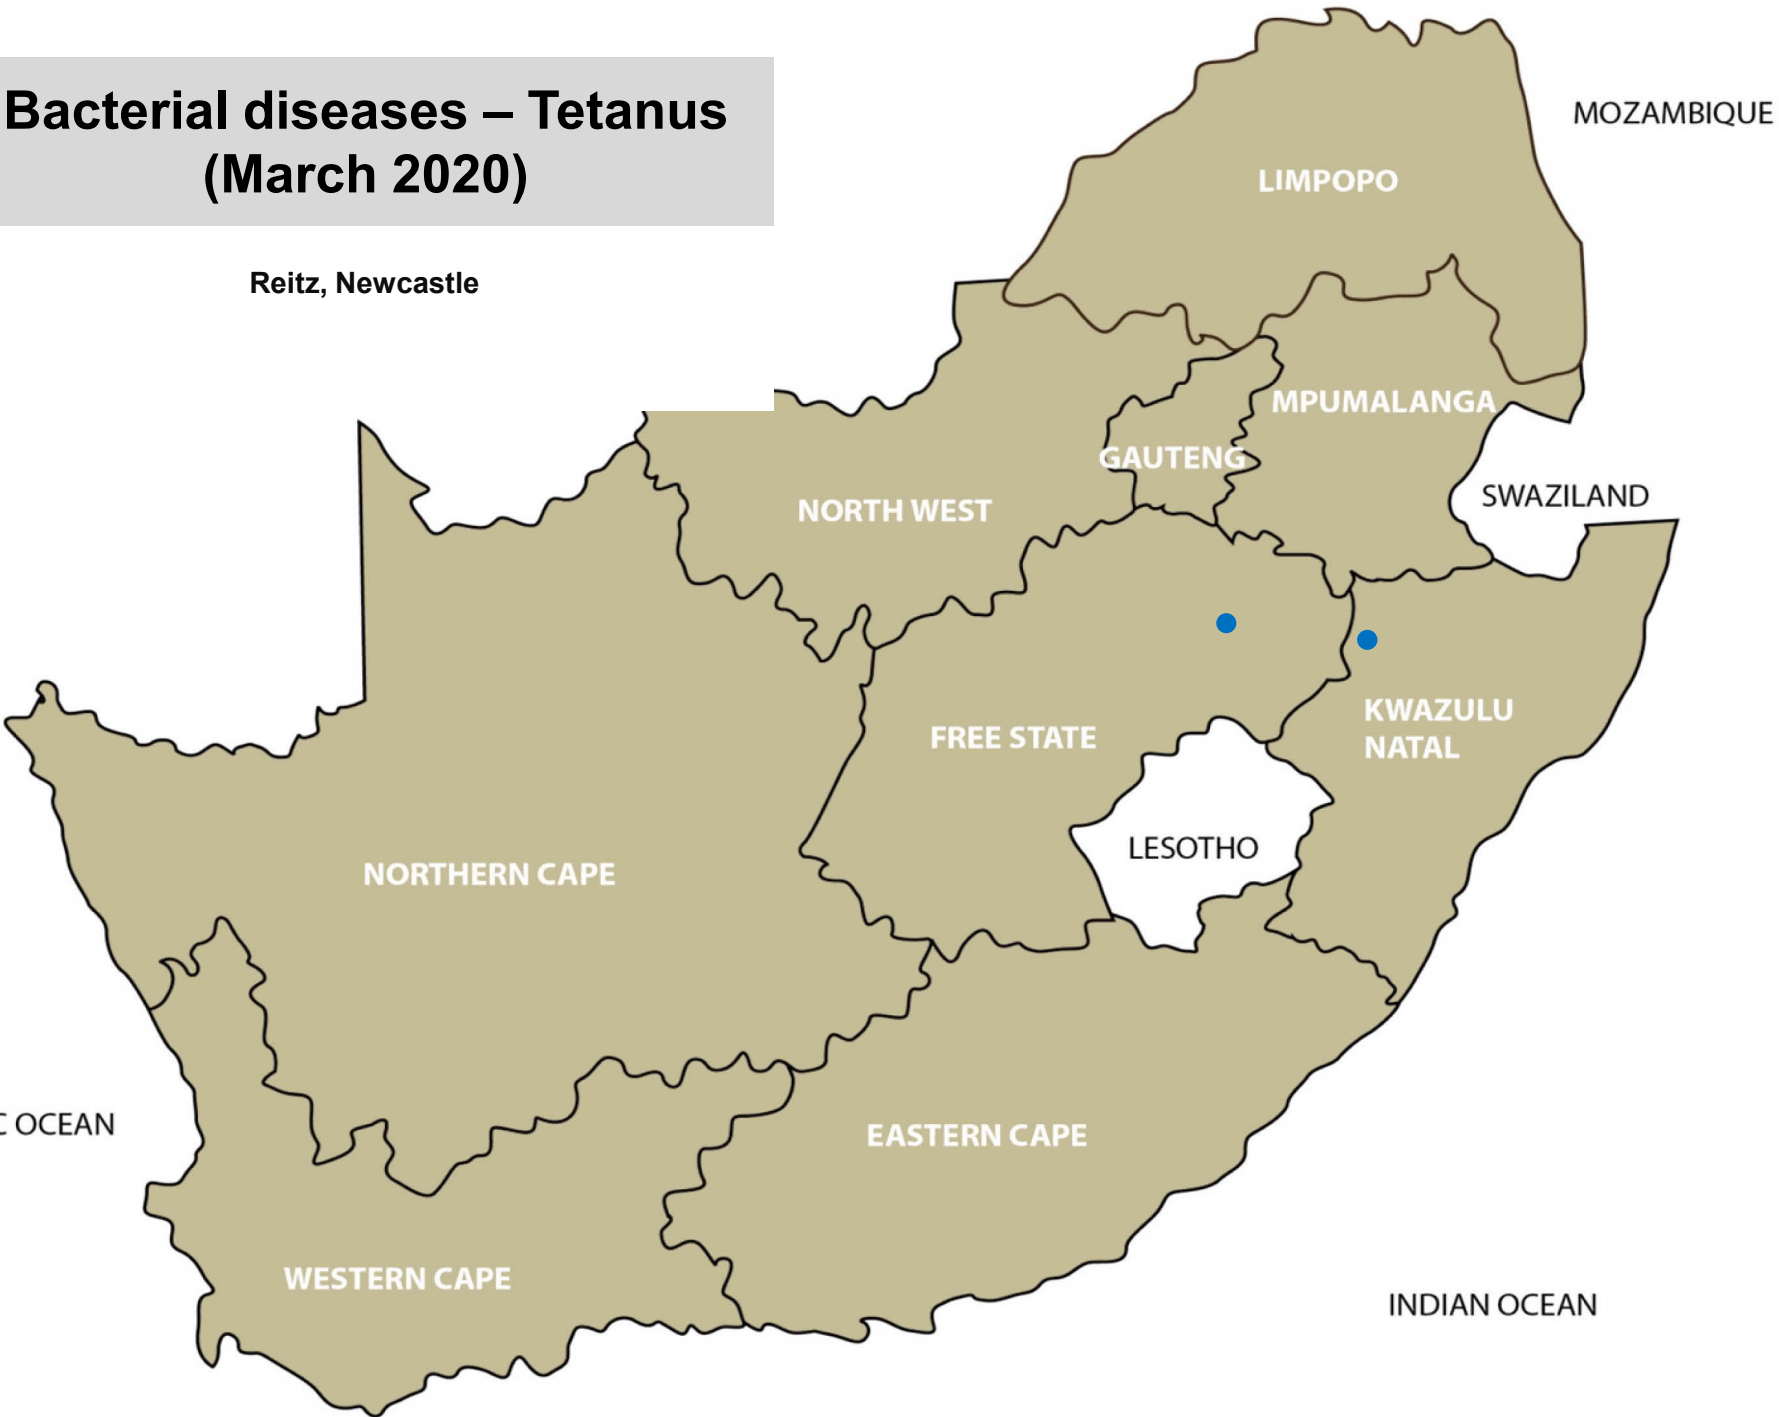 Bacterial diseases – Tetanus
(March 2020)
Reitz, Newcastle
MOZAMBIQUE
LIMPOPO
MPUMALANGA
GAUTENG
NORTH WEST
SWAZILAND
FREE STATE
KWAZULU
NATAL
LESOTHO
NORTHERN CAPE
C OCEAN
EASTERN CAPE
WESTERN CAPE
INDIAN OCEAN